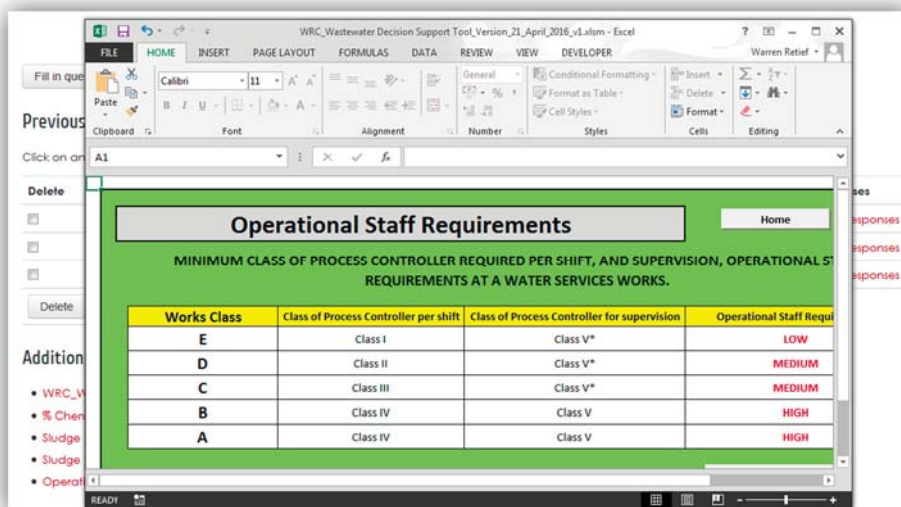 WRC_Wastewater Decision Support Tool_Version_21_April_2016_v1.xlsm - Excel
FILE HOME INSERT PAGE LAYOUT FORMULAS DATA REVIEW VIEW DEVELOPER Warren Retief
Fill in que
Calibri 11 General Conditional Formatting Insert
Paste % Format as Table Delete
Cell Styles Format
Previous
Clipboard Font Alignment Number Styles Cells Editing
Click on an
A1
Delete ses
Operational Staff Requirements Home
esponses
esponses
esponses
MINIMUM CLASS OF PROCESS CONTROLLER REQUIRED PER SHIFT, AND SUPERVISION, OPERATIONAL ST
REQUIREMENTS AT A WATER SERVICES WORKS.
Delete
Works Class Class of Process Controller per shift Class of Process Controller for supervision Operational Staff Requi
E Class I Class V* LOW
D Class II Class V* MEDIUM
C Class III Class V* MEDIUM
B Class IV Class V HIGH
A Class IV Class V HIGH
Addition
• WRC_W
• % Chem
• Sludge
• Sludge
• Operati
READY